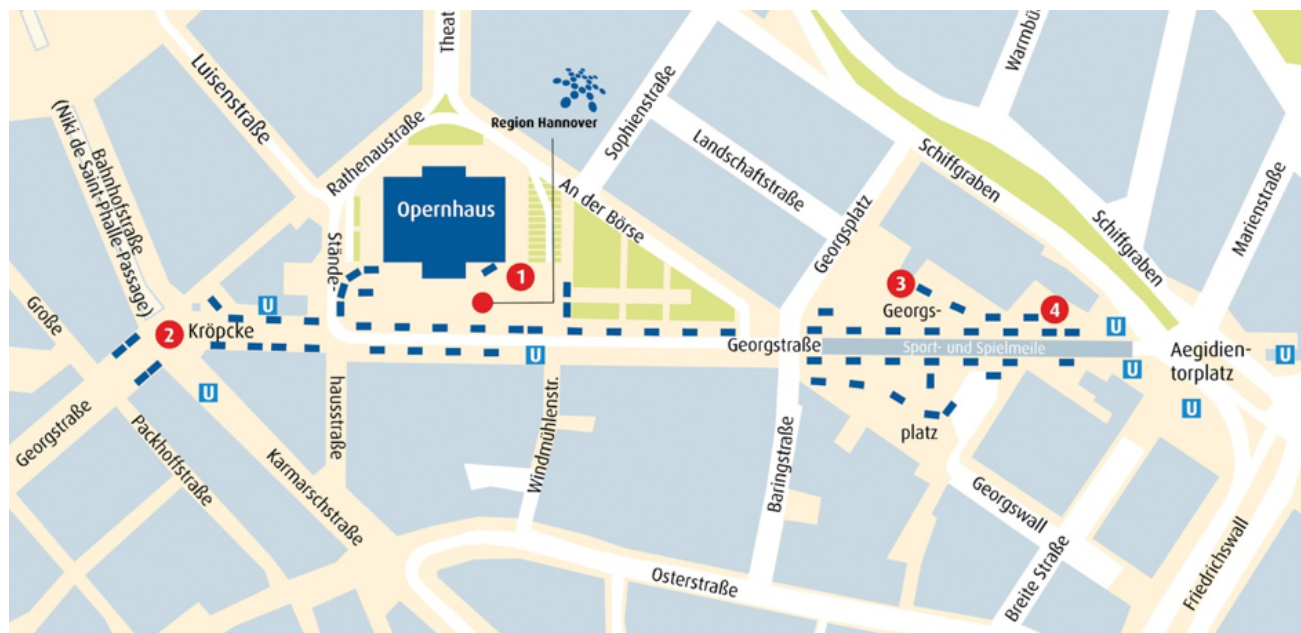 Theat
Warmbü
Luisenstraße
Region Hannover
Sophienstraße
(Niki de Saint-Phalle-Passage)
Bahnhofstraße
Rathenaustraße
Landschaftstraße
Schiffgraben
Marienstraße
Opernhaus
An der Börse
Georgsplatz
Schiffgraben
Stände-
1
3
Große
2
Kröpcke
U
Georgs-
4
U
Georgstraße
Sport- und Spielmeile
Aegidien-
torplatz
U
U
U
U
U
hausstraße
Windmühlenstr.
Georgstraße
Packhoffstraße
Karmarschstraße
Baringstraße
platz
Georgswall
Osterstraße
Breite Straße
Friedrichswall